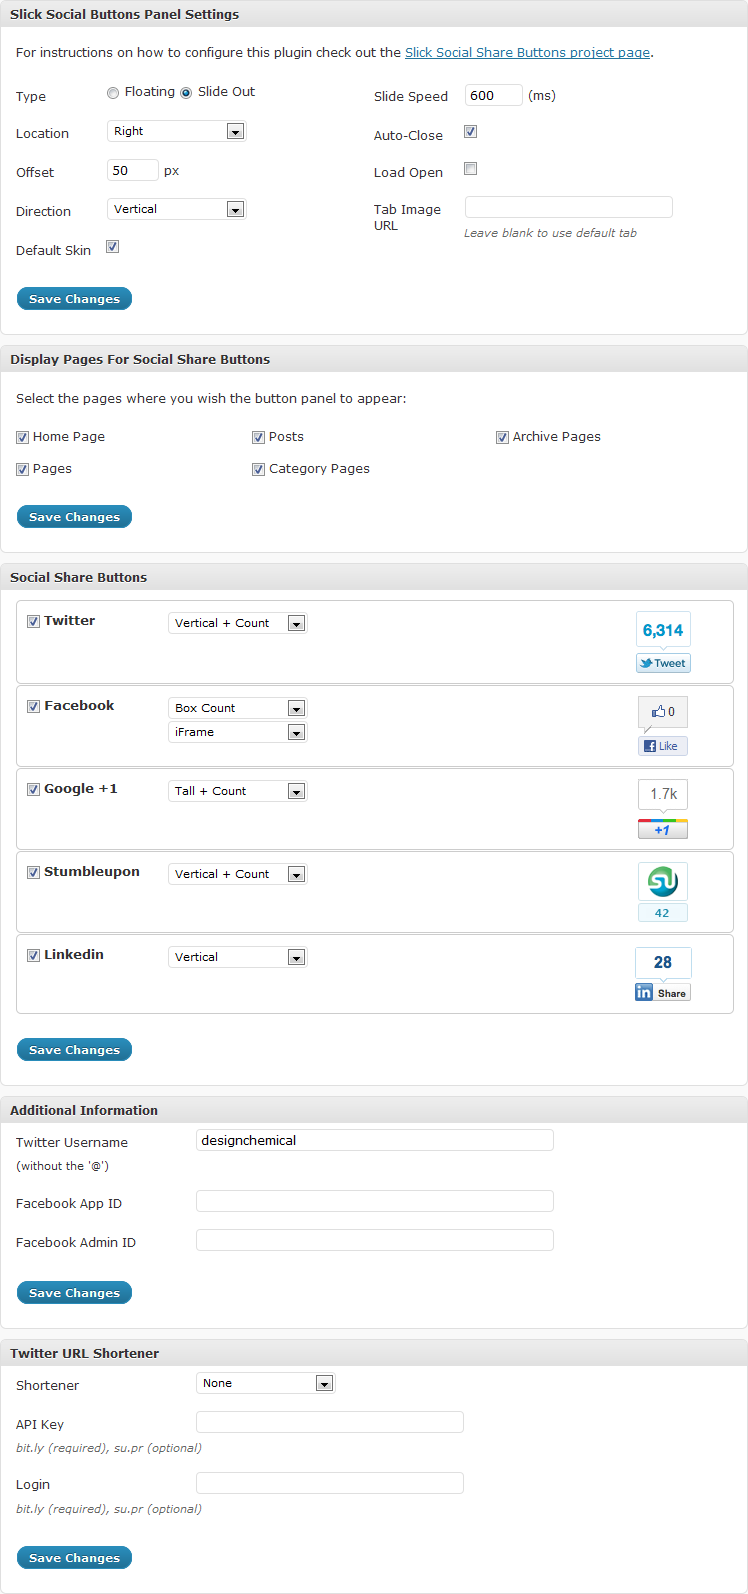 Slick Social Buttons Panel Settings
For instructions on how to configure this plugin check out the Slick Social Share Buttons project page.
Type Floating Slide Out
Location Right
Offset 50 px
Direction Vertical
Default Skin
Slide Speed 600 (ms)
Auto-Close
Load Open
Tab Image
URL
Leave blank to use default tab
Save Changes
Display Pages For Social Share Buttons
Select the pages where you wish the button panel to appear:
Home Page Posts Archive Pages
Pages Category Pages
Save Changes
Social Share Buttons
Twitter Vertical + Count 6,314
Tweet
Facebook Box Count 0
iFrame Like
Google +1 Tall + Count 1.7k
+1
Stumbleupon Vertical + Count SU
42
Linkedin Vertical 28
in Share
Save Changes
Additional Information
Twitter Username designchemical
(without the '@')
Facebook App ID
Facebook Admin ID
Save Changes
Twitter URL Shortener
Shortener None
API Key
bit.ly (required), su.pr (optional)
Login
bit.ly (required), su.pr (optional)
Save Changes